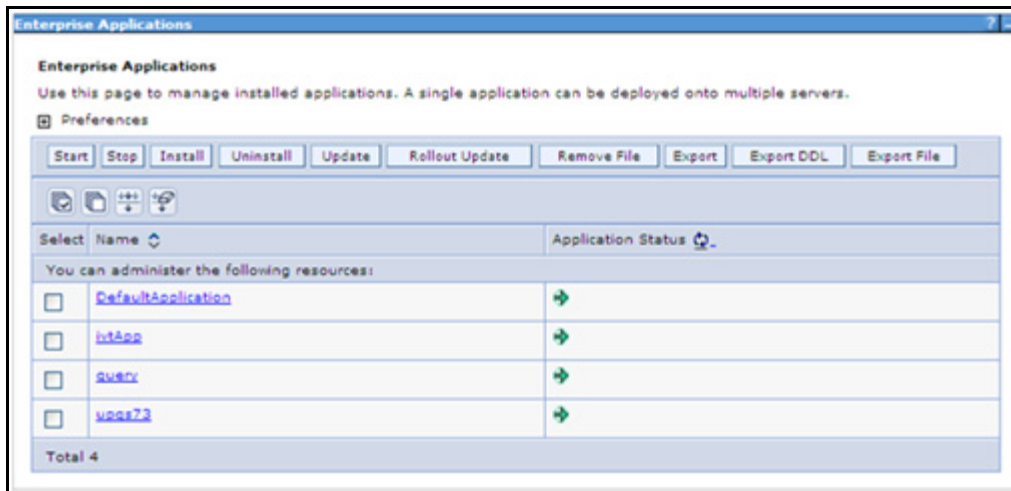 Enterprise Applications ? _
Enterprise Applications
Use this page to manage installed applications. A single application can be deployed onto multiple servers.
+ Preferences
Start Stop Install Uninstall Update Rollout Update Remove File Export Export DDL Export File
Select Name Application Status
You can administer the following resources:
DefaultApplication
ivtApp
query
upgs73
Total 4